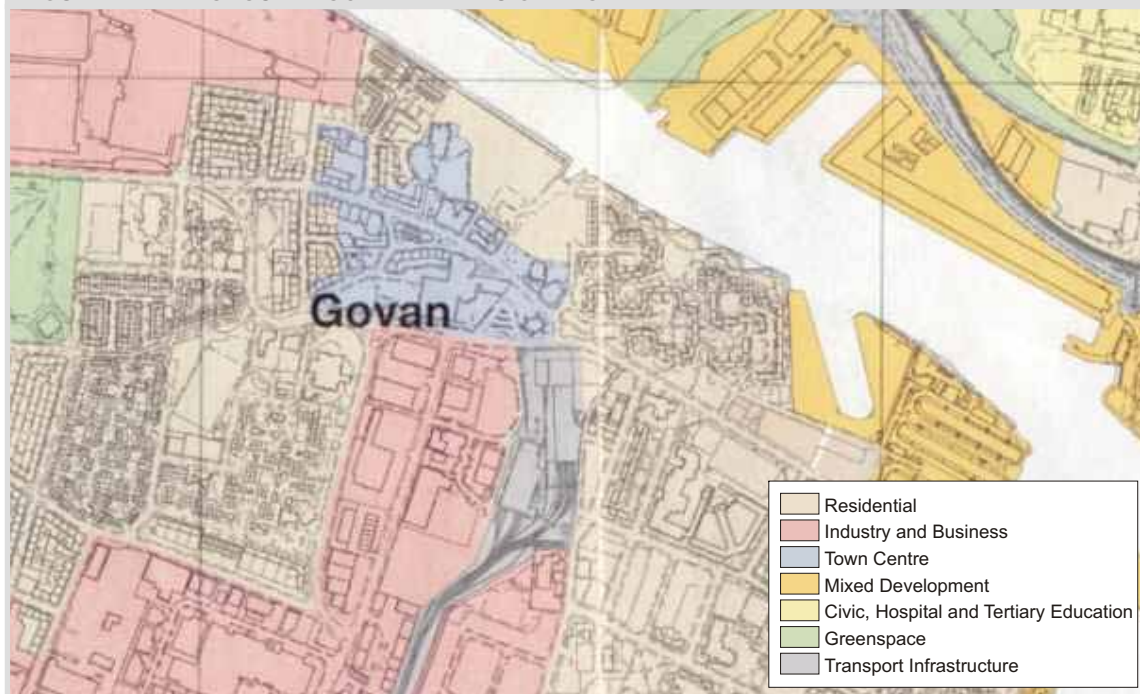 Govan
Residential
Industry and Business
Town Centre
Mixed Development
Civic, Hospital and Tertiary Education
Greenspace
Transport Infrastructure